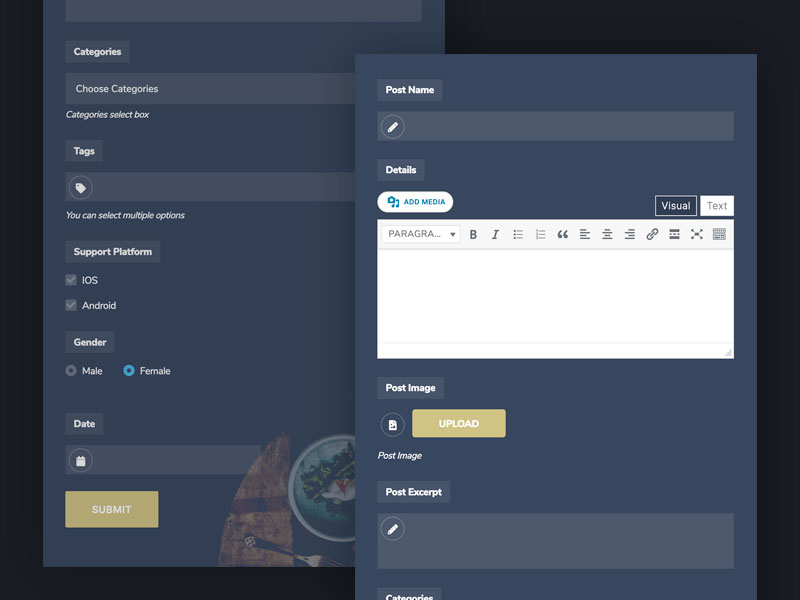 Categories
Choose Categories
Categories select box
Tags
You can select multiple options
Support Platform
IOS
Android
Gender
Male
Female
Date
SUBMIT
Post Name
Details
ADD MEDIA
Visual
Text
PARAGRA...
B
I
Post Image
UPLOAD
Post Image
Post Excerpt
Categories